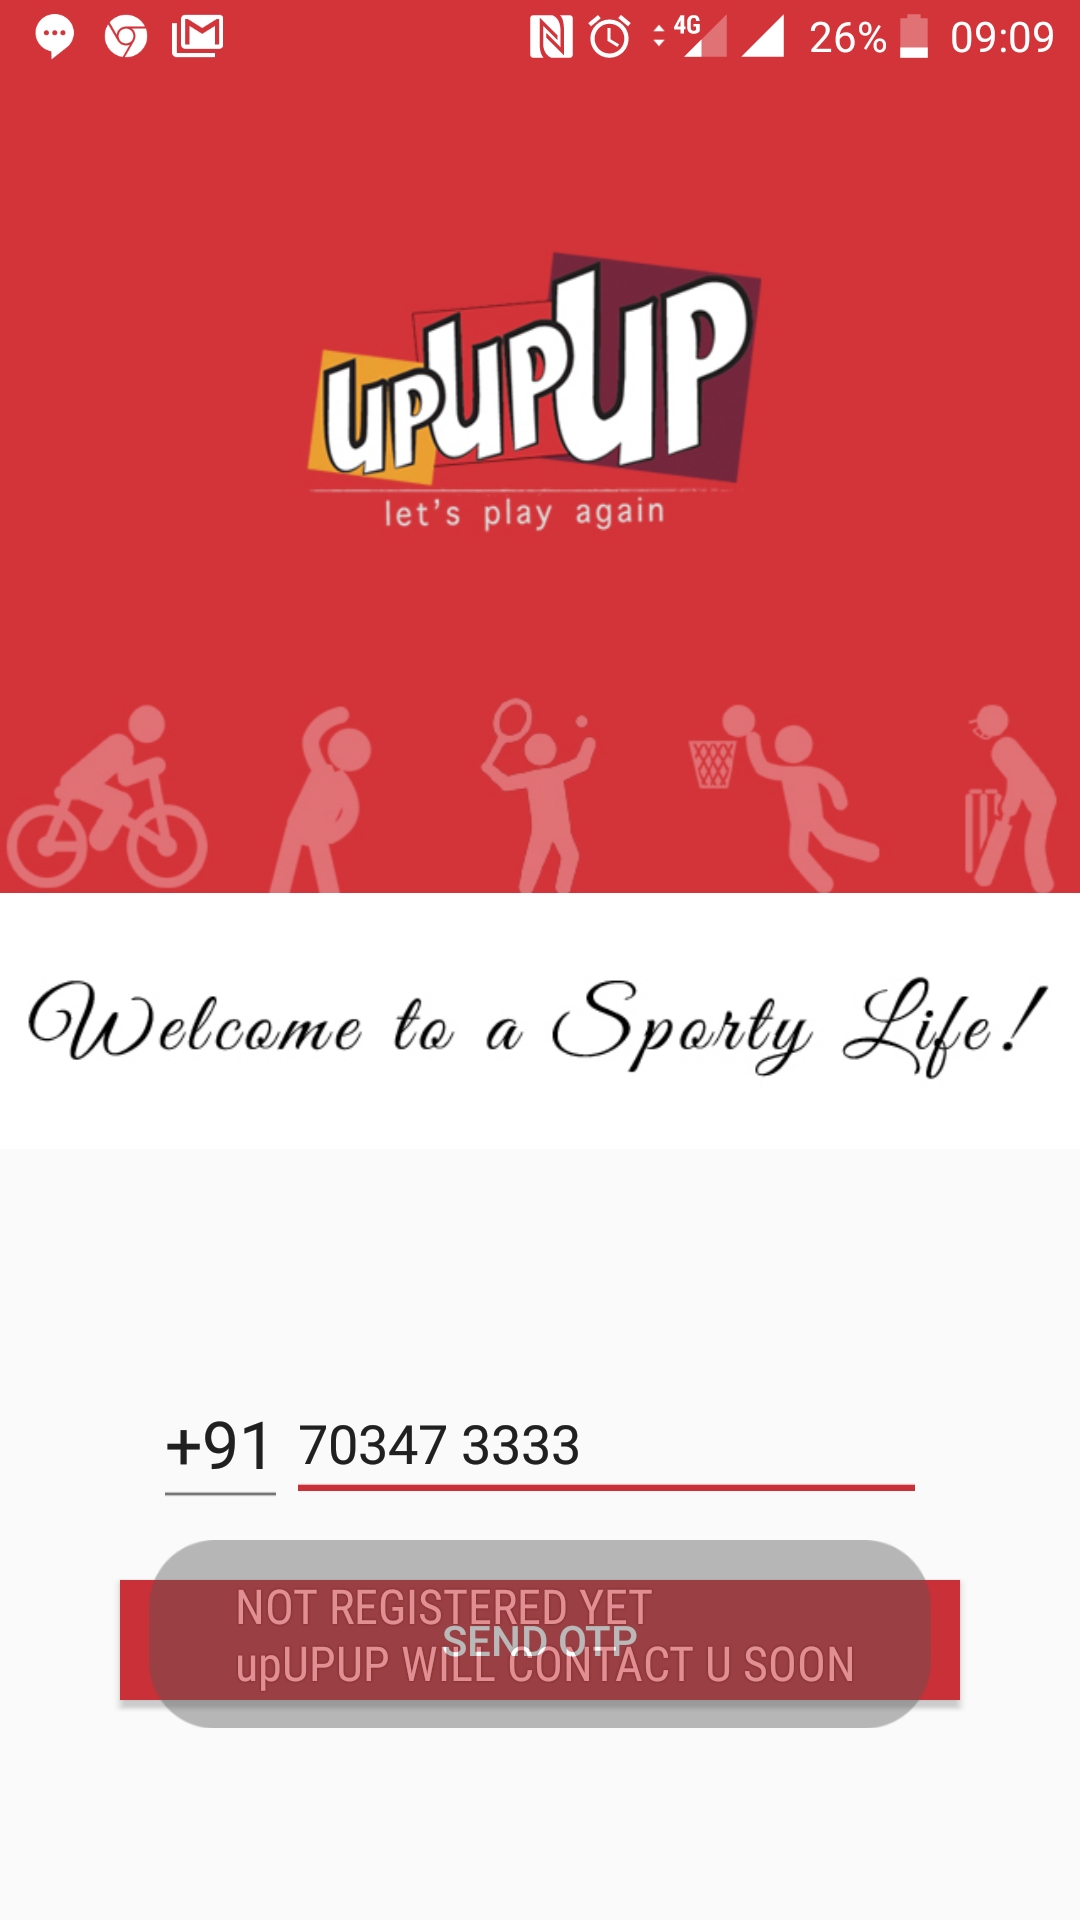 4G 26% 09:09
upUPUP
let's play again
Welcome to a Sporty Life!
+91 70347 3333
NOT REGISTERED YET
SEND OTP
upUPUP WILL CONTACT U SOON